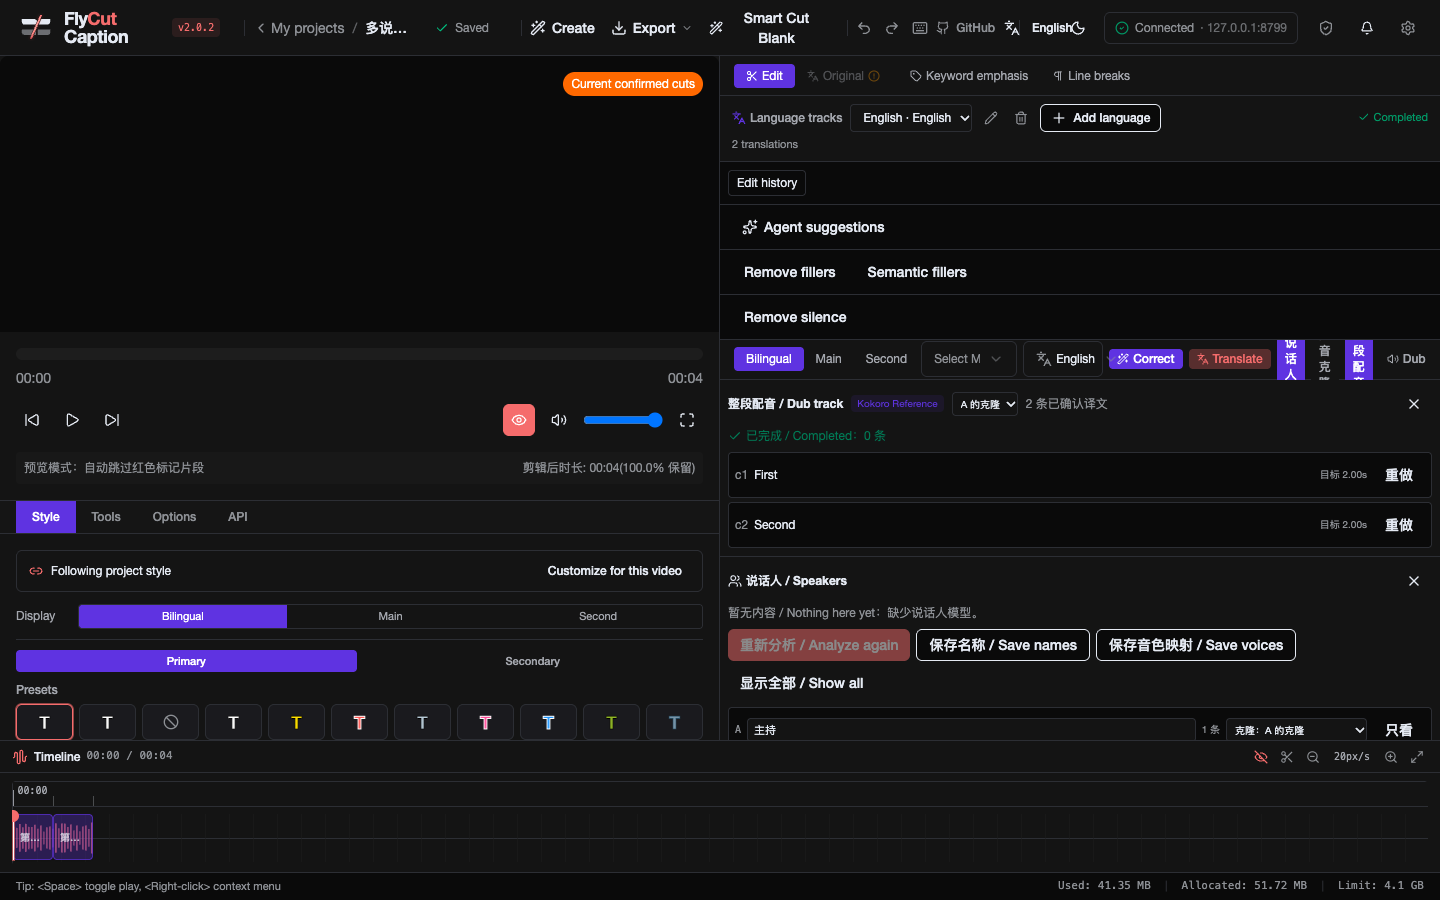 FlyCut
Caption
v2.0.2
My projects / 多说...
Saved
Create
Export
Smart Cut
Blank
GitHub
English
Connected · 127.0.0.1:8799
Current confirmed cuts
00:00
00:04
预览模式：自动跳过红色标记片段
剪辑后时长: 00:04(100.0% 保留)
Style
Tools
Options
API
Following project style
Customize for this video
Display
Bilingual
Main
Second
Primary
Secondary
Presets
T
T
T
T
T
T
T
T
T
T
Edit
Original
Keyword emphasis
Line breaks
Language tracks
English · English
Add language
Completed
2 translations
Edit history
Agent suggestions
Remove fillers
Semantic fillers
Remove silence
Bilingual
Main
Second
Select M
English
Correct
Translate
说话人
音克
段配音
Dub
整段配音 / Dub track
Kokoro Reference
A 的克隆
2 条已确认译文
已完成 / Completed：0 条
c1 First
目标 2.00s
重做
c2 Second
目标 2.00s
重做
说话人 / Speakers
暂无内容 / Nothing here yet：缺少说话人模型。
重新分析 / Analyze again
保存名称 / Save names
保存音色映射 / Save voices
显示全部 / Show all
A
主持
1 条
克隆：A 的克隆
只看
Timeline
00:00 / 00:04
20px/s
00:00
第...
第...
Tip: <Space> toggle play, <Right-click> context menu
Used: 41.35 MB
Allocated: 51.72 MB
Limit: 4.1 GB